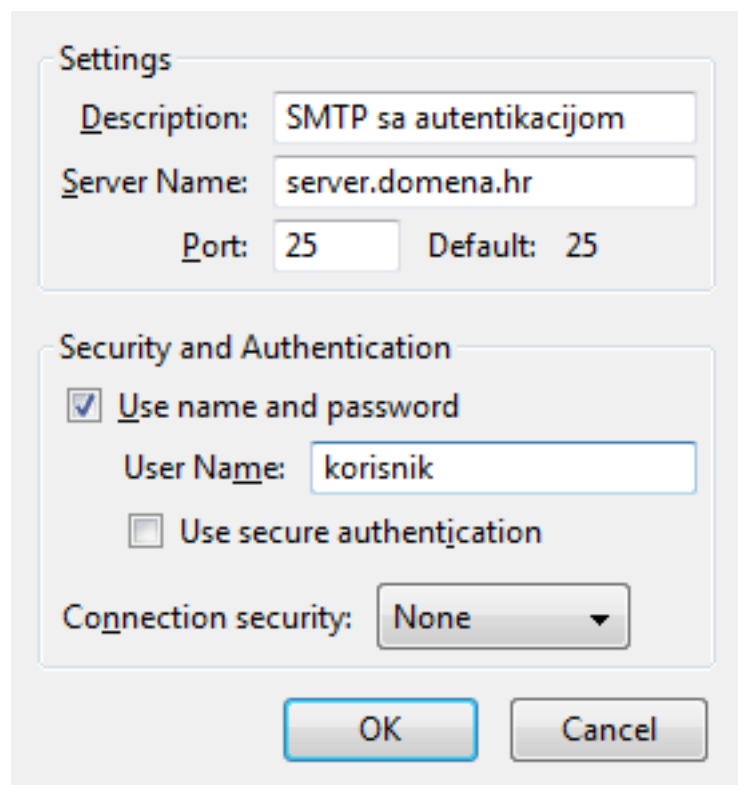 Settings
Description: SMTP sa autentikacijom
Server Name: server.domena.hr
Port: 25 Default: 25
Security and Authentication
Use name and password
User Name: korisnik
Use secure authentication
Connection security: None
OK Cancel